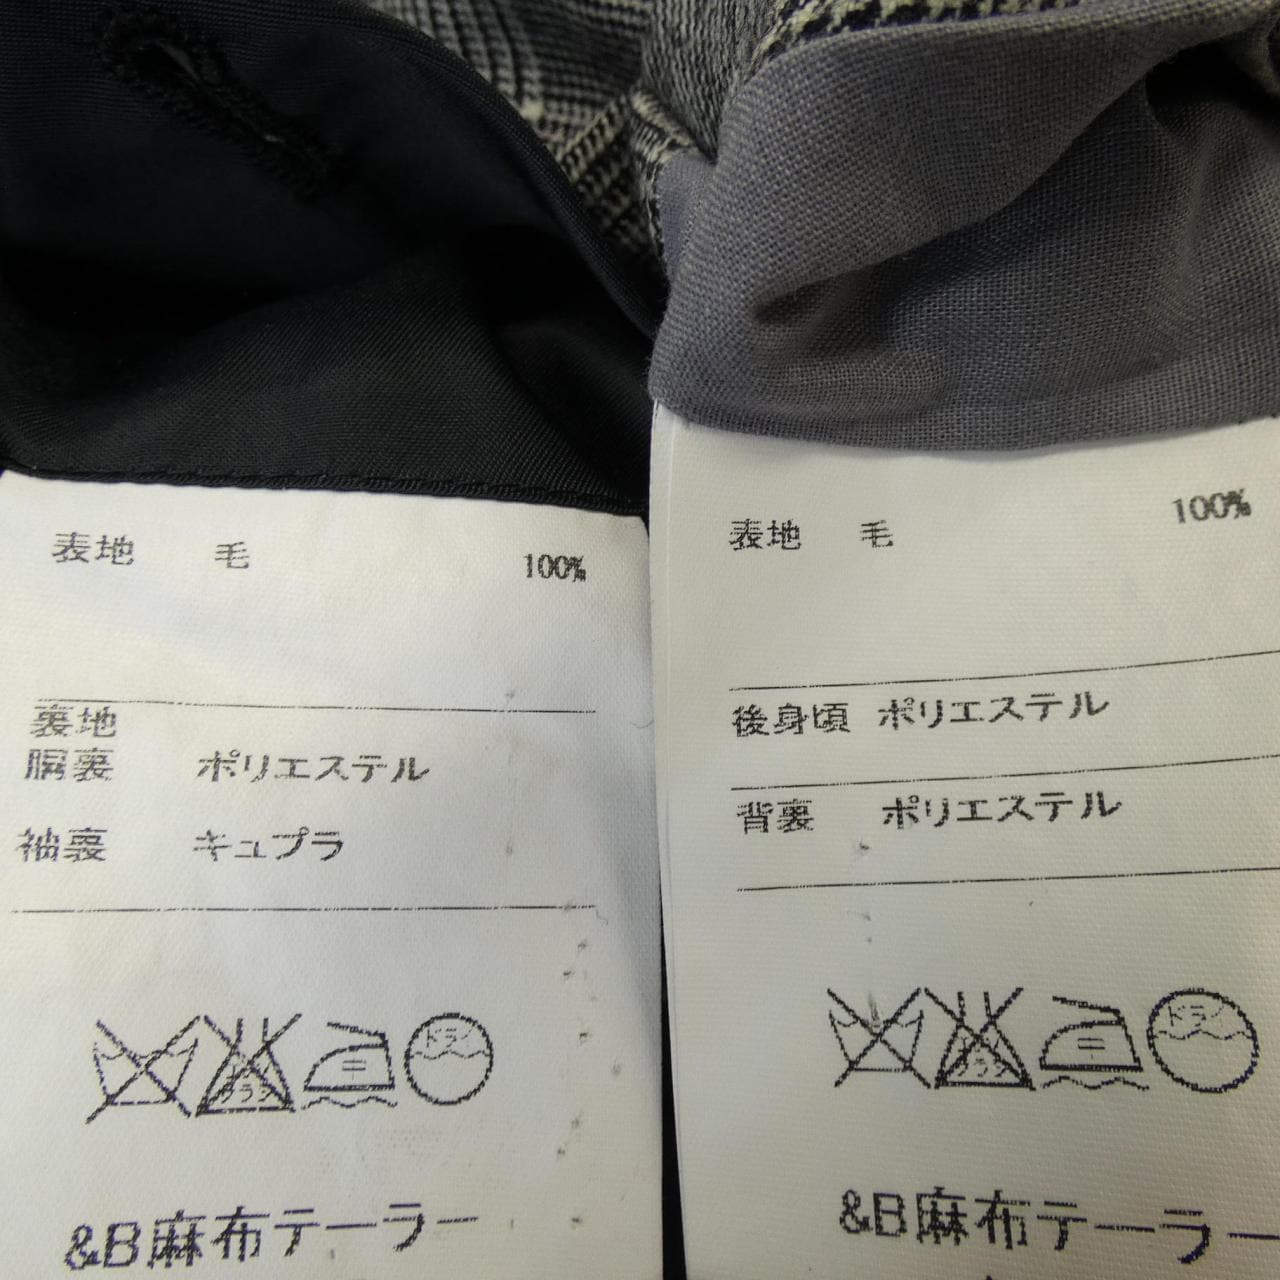 表地 毛 100%
裏地
胴裏 ポリエステル
袖裏 キュプラ
ドライ
&B麻布テーラー
表地 毛 100%
後身頃 ポリエステル
背裏 ポリエステル
中
ドライ
&B麻布テーラー